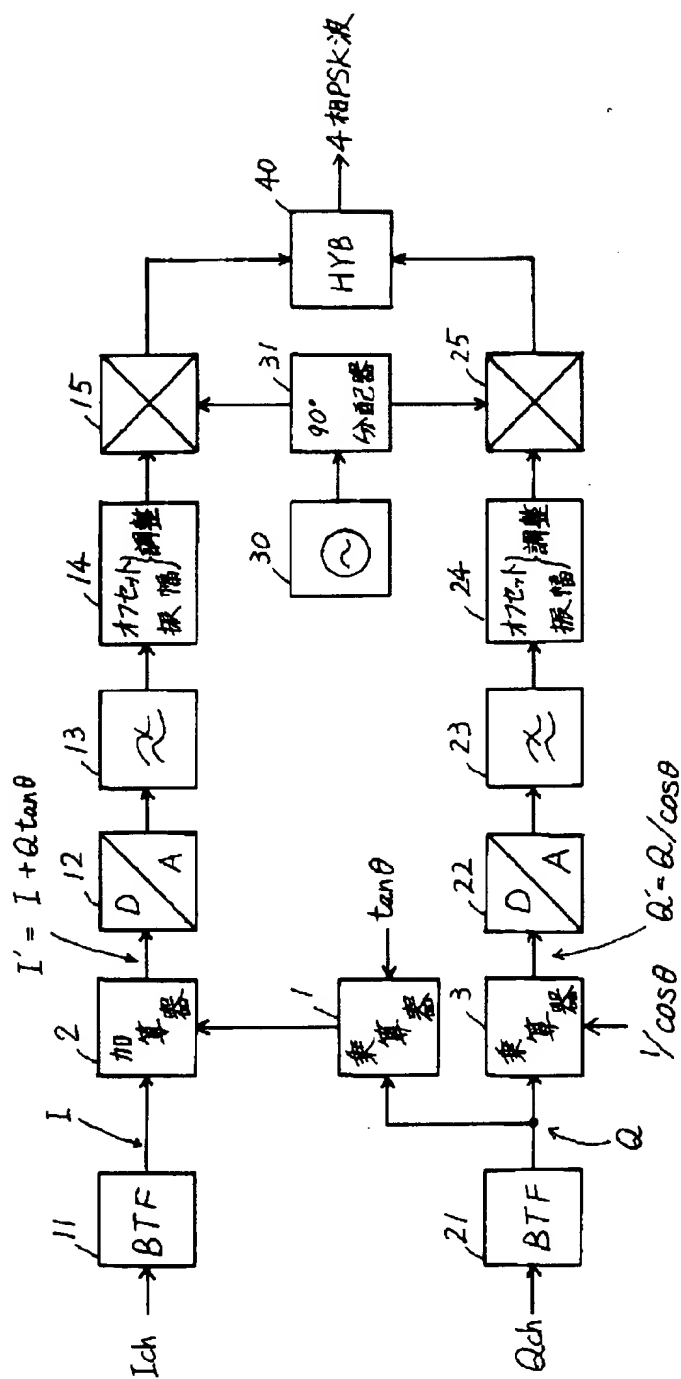 Ich
11
BTF
I
2
加算器
I' = I + Q tanθ
12
D
A
13
14
オフセット
振幅
調整
15
30
31
90°
分配器
40
HYB
4相PSK波
1
乗算器
tanθ
Qch
21
BTF
Q
3
乗算器
1/cosθ
Q' = Q/cosθ
22
D
A
23
24
オフセット
振幅
調整
25